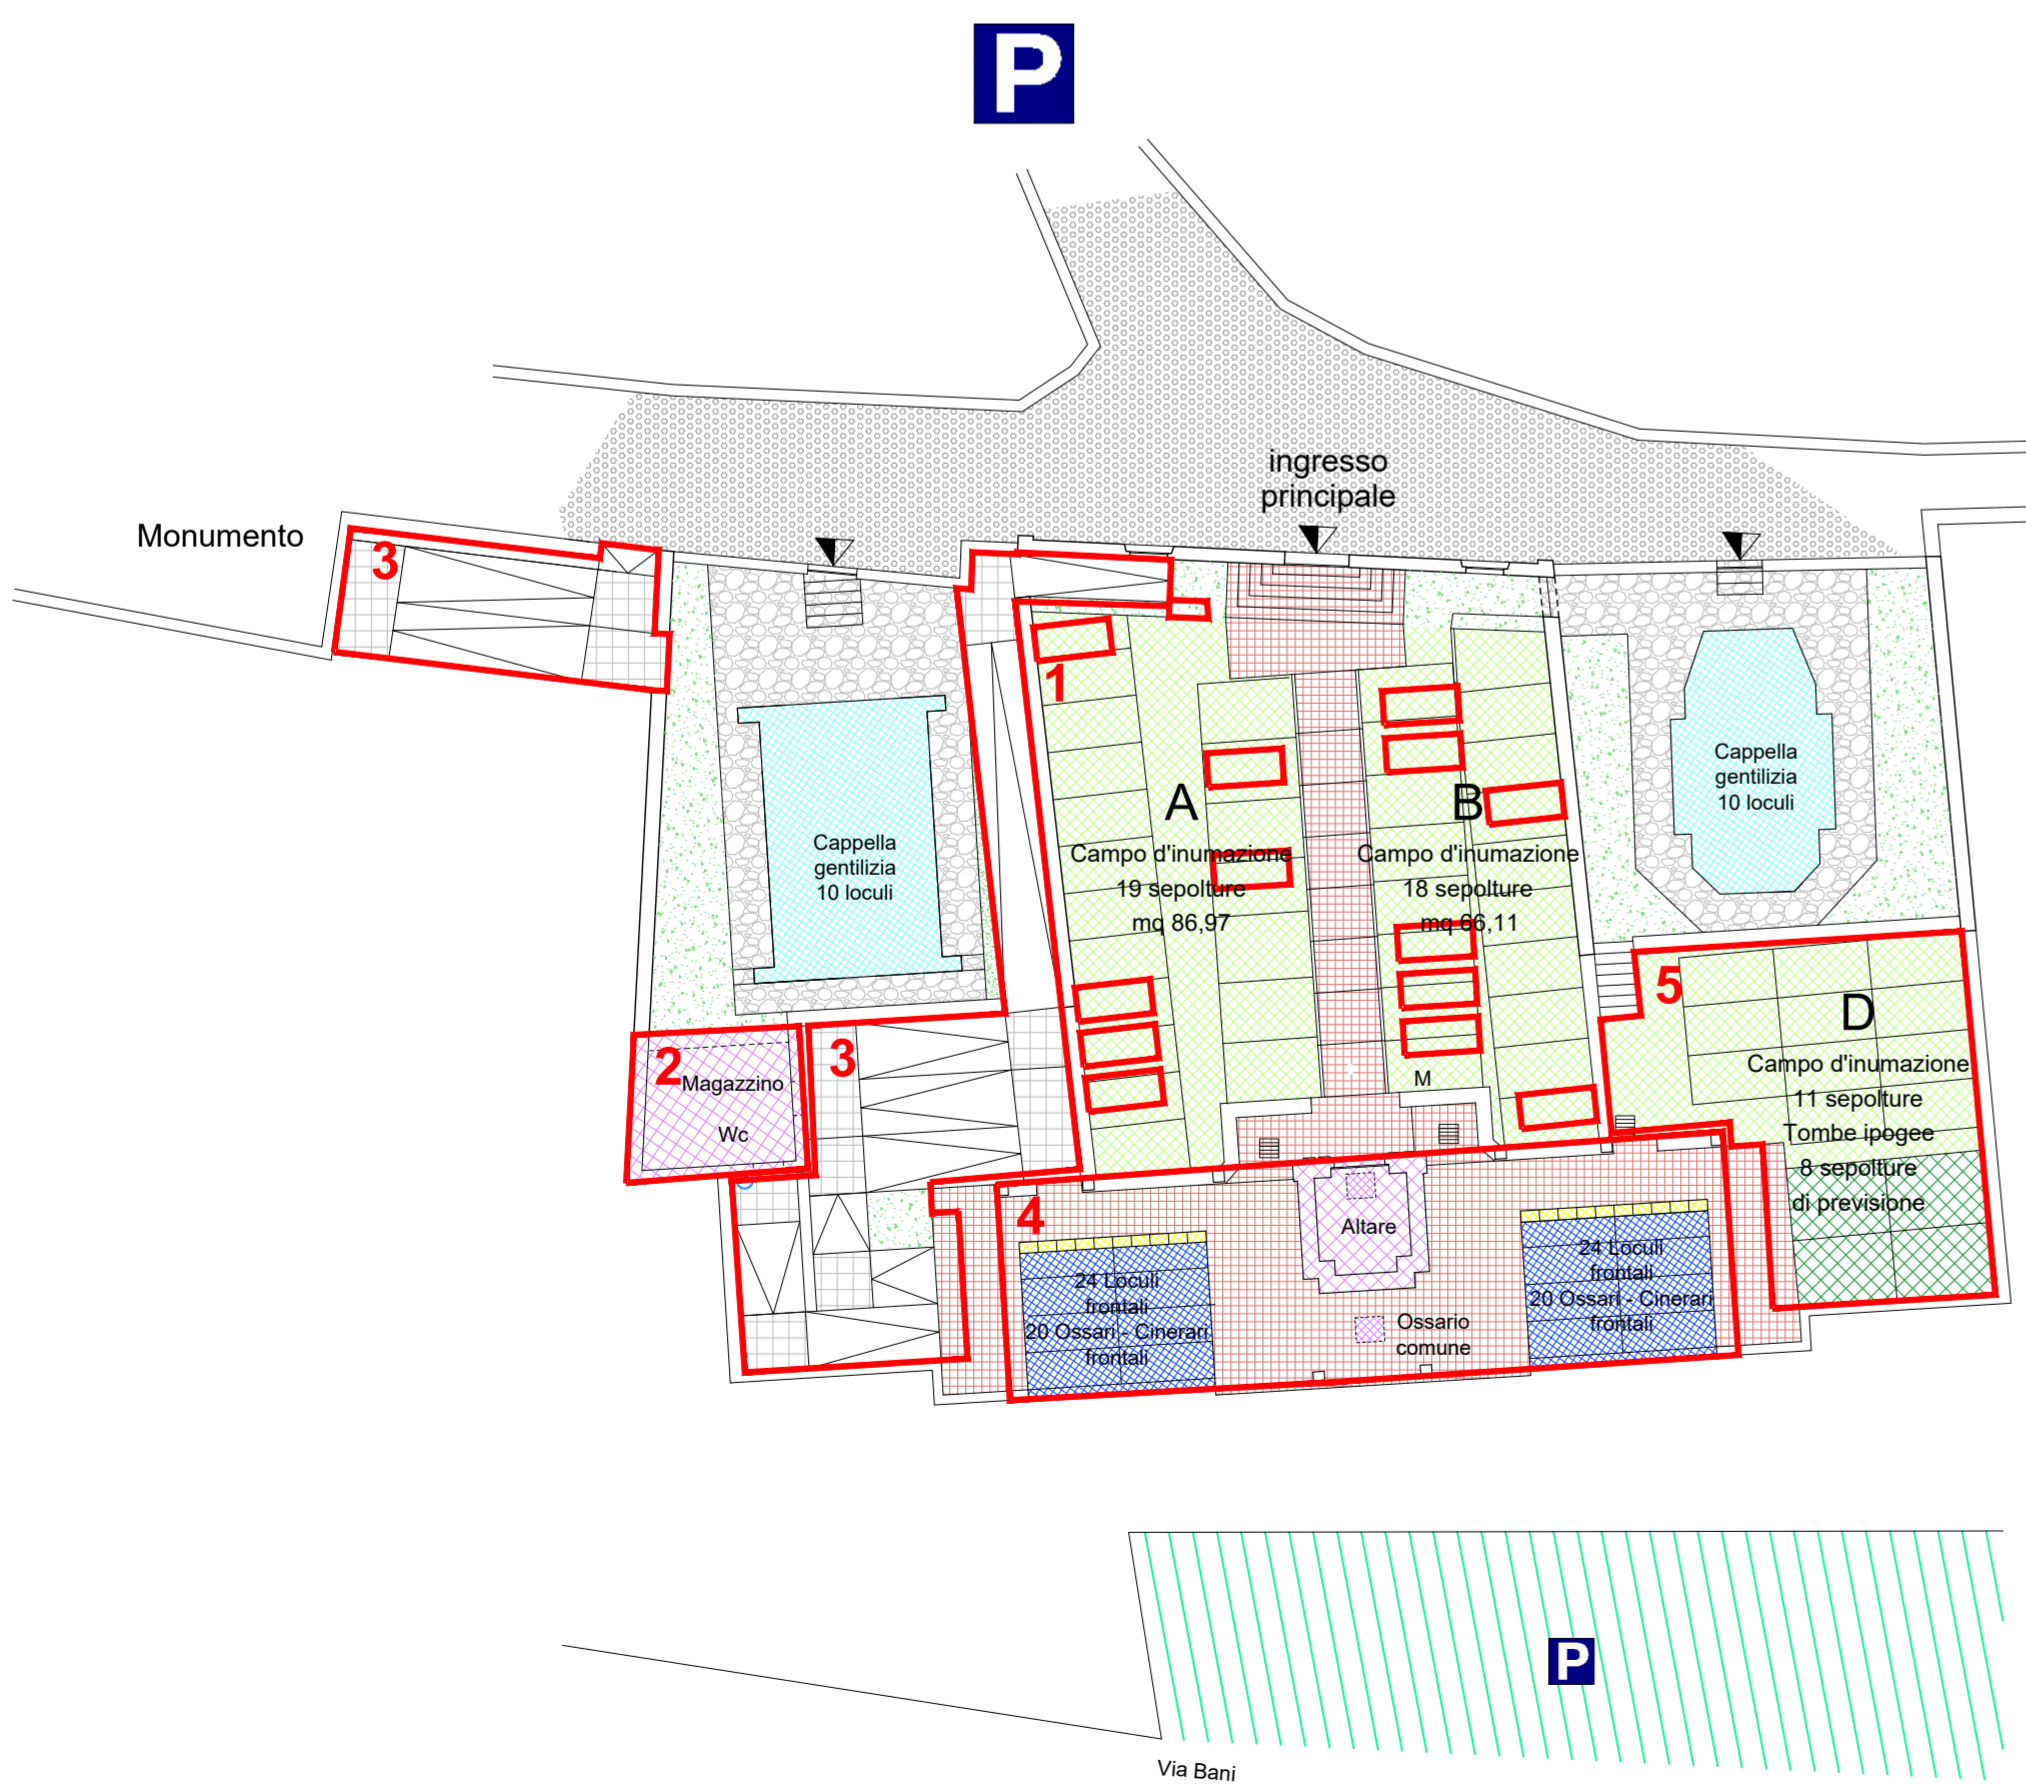 P
ingresso
principale
Monumento
3
1
Cappella
gentilizia
10 loculi
A
Campo d'inumazione
19 sepolture
mq 86,97
B
Campo d'inumazione
18 sepolture
mq 66,11
Cappella
gentilizia
10 loculi
5
D
Campo d'inumazione
11 sepolture
Tombe ipogee
8 sepolture
di previsione
2
Magazzino
Wc
3
M
4
Altare
24 Loculi
frontali
20 Ossari - Cinerari
frontali
Ossario
comune
24 Loculi
frontali
20 Ossari - Cinerari
frontali
P
Via Bani